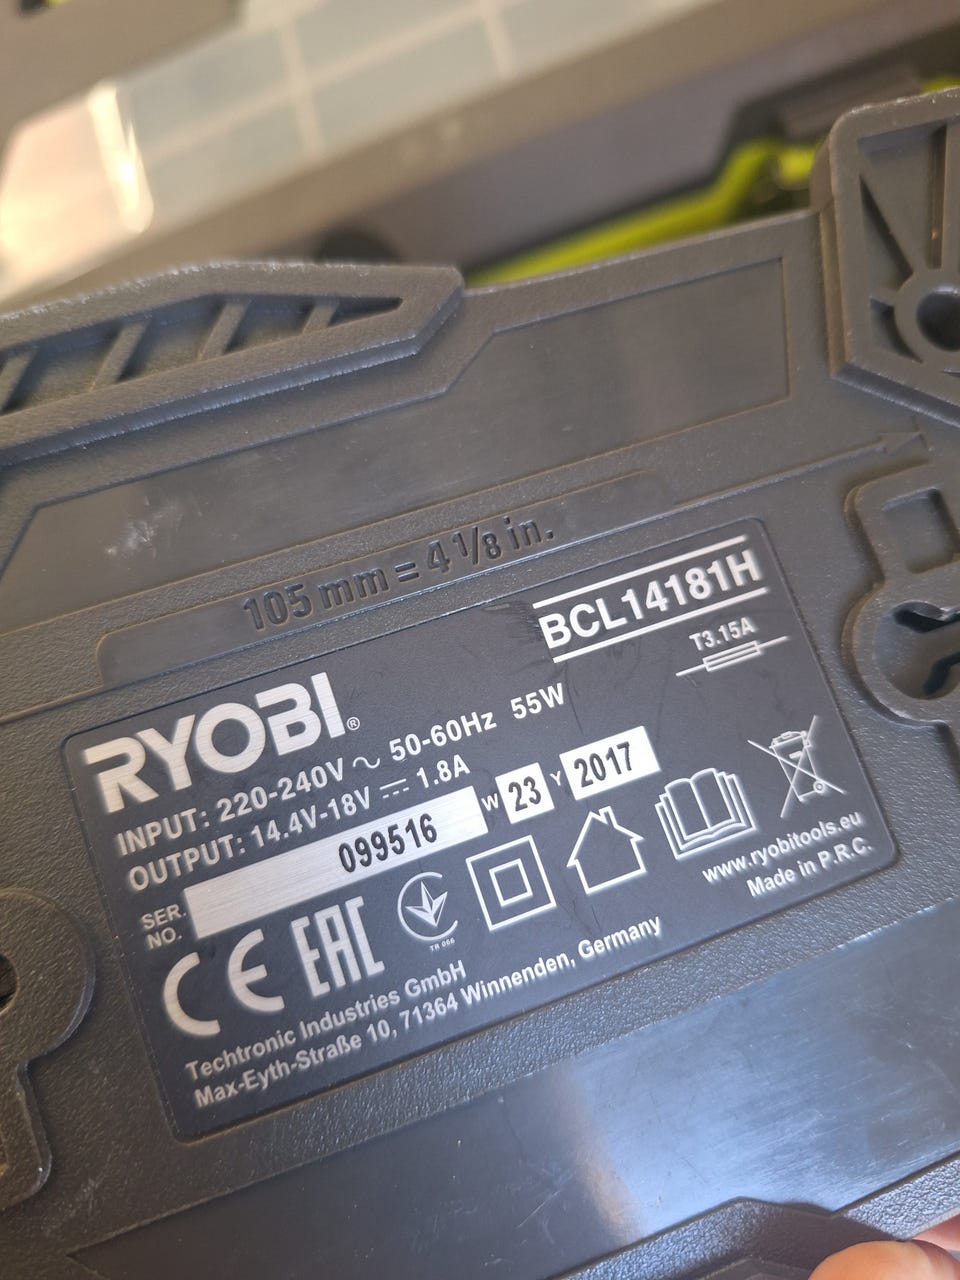 105 mm = 4 1/8 in.
BCL14181H
T3.15A
RYOBI®
INPUT: 220-240V ~ 50-60Hz 55W
OUTPUT: 14.4V-18V ⎓ 1.8A
SER. NO. 099516 W 23 Y 2017
CE EAC TR 066
www.ryobitools.eu
Made in P.R.C.
Techtronic Industries GmbH
Max-Eyth-Straße 10, 71364 Winnenden, Germany